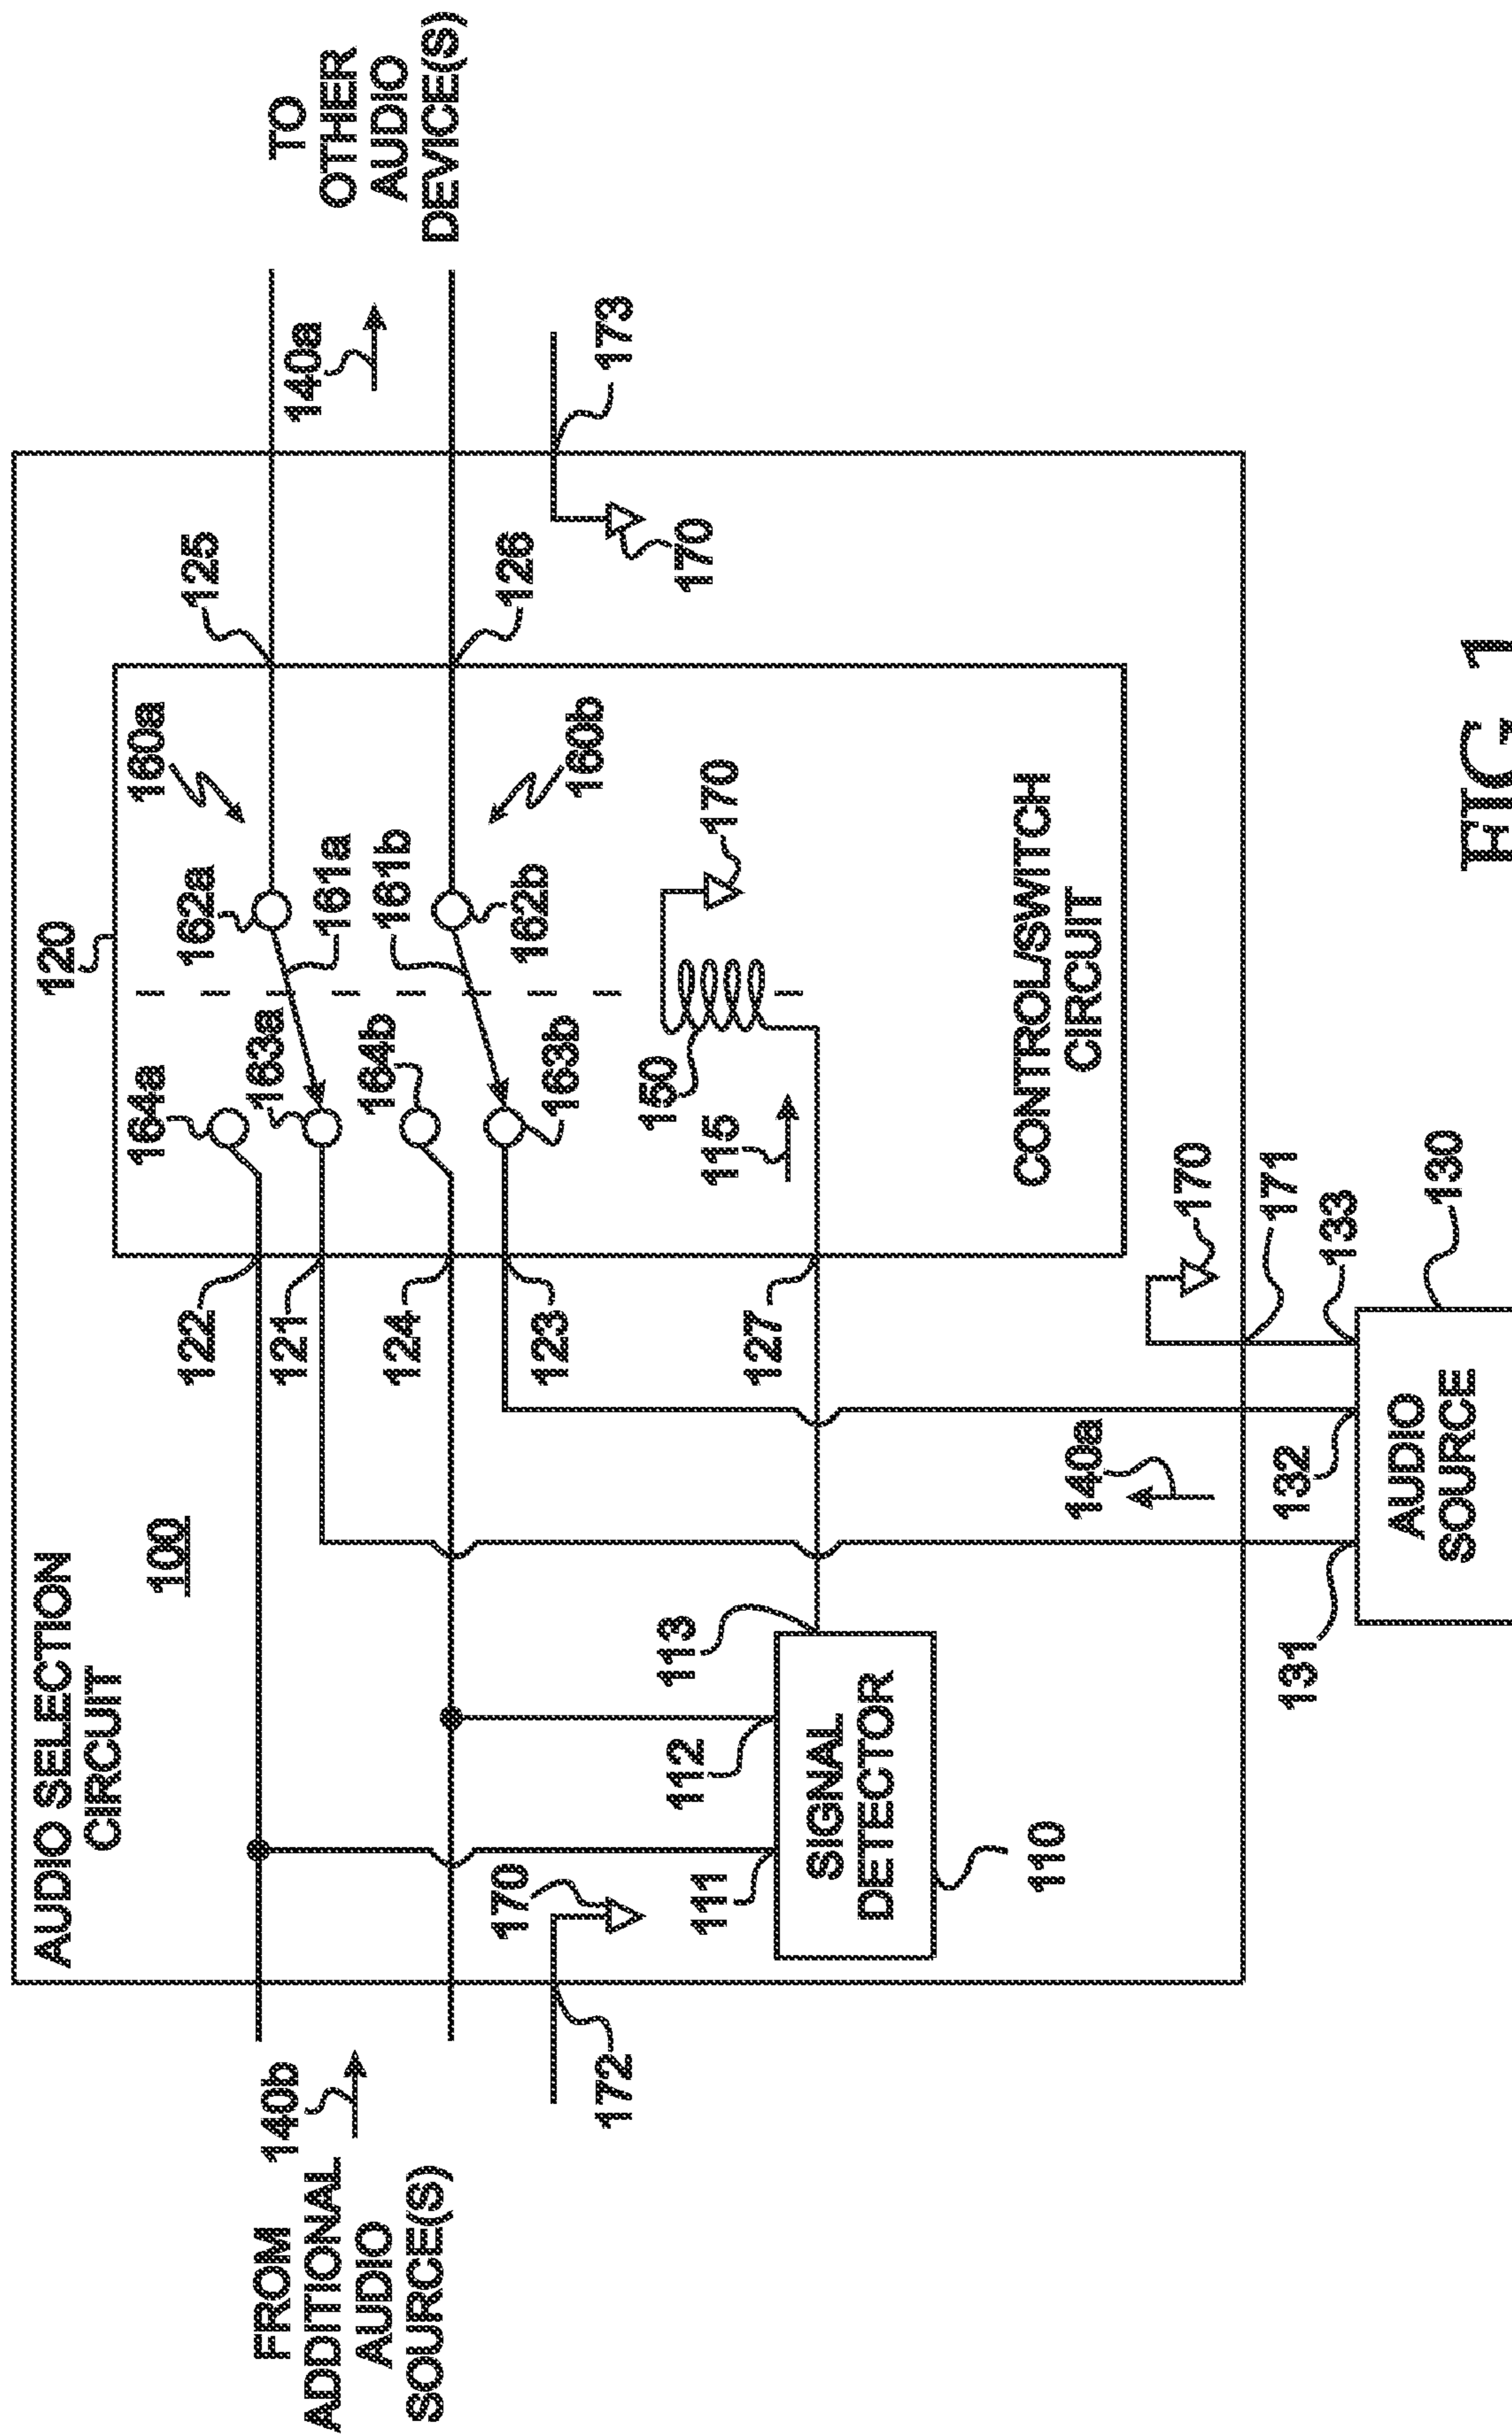 AUDIO SELECTION
CIRCUIT
100
120
164a
160a
122
162a
125
163a
121
161a
140a
TO
OTHER
AUDIO
DEVICE(S)
FROM
ADDITIONAL
AUDIO
SOURCE(S)
140b
164b
161b
124
123
163b
162b
160b
126
172
170
173
170
111
112
113
127
150
115
170
SIGNAL
DETECTOR
110
CONTROL/SWITCH
CIRCUIT
140a
170
171
131
132
133
AUDIO
SOURCE
130
FIG. 1